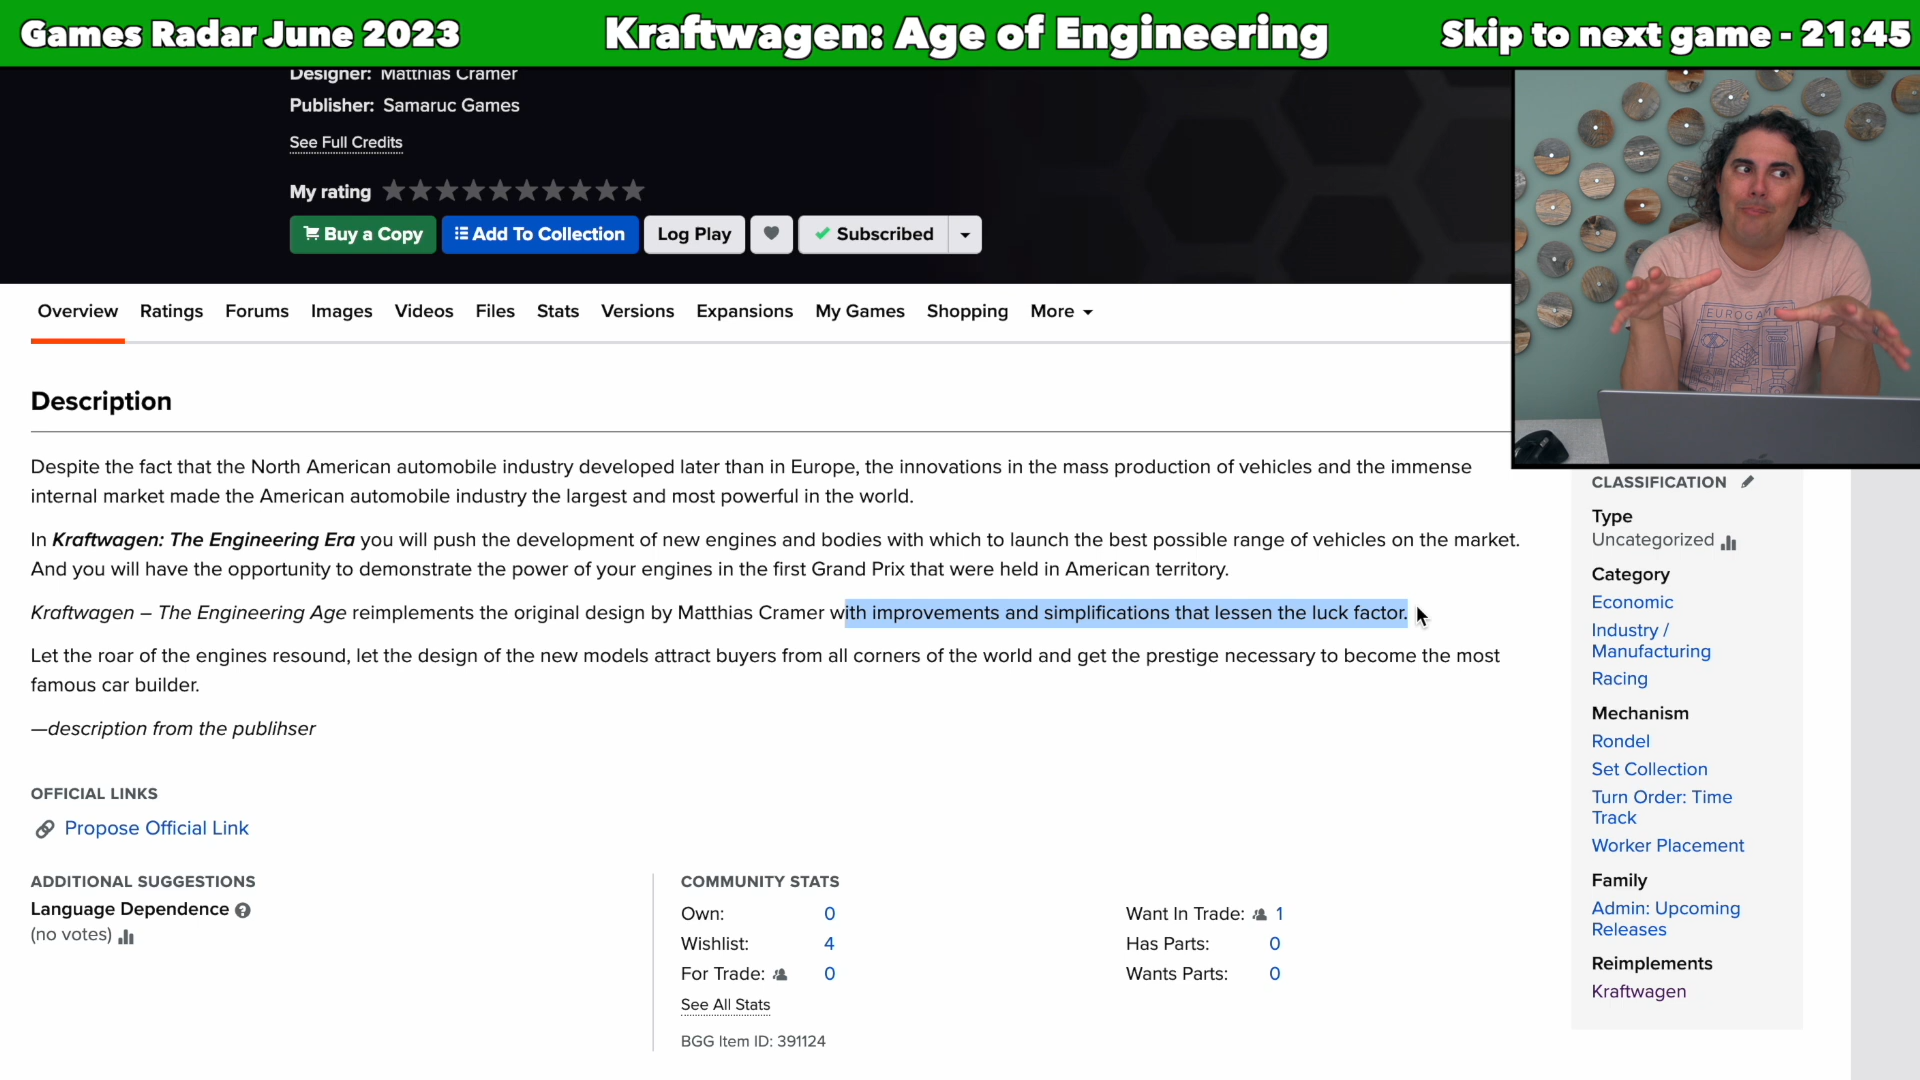 Games Radar June 2023
Kraftwagen: Age of Engineering
Skip to next game - 21:45
Designer: Matthias Cramer
Publisher: Samaruc Games
See Full Credits
My rating
Buy a Copy
Add To Collection
Log Play
Subscribed
Overview
Ratings
Forums
Images
Videos
Files
Stats
Versions
Expansions
My Games
Shopping
More
EUROGAME
Description
Despite the fact that the North American automobile industry developed later than in Europe, the innovations in the mass production of vehicles and the immense
internal market made the American automobile industry the largest and most powerful in the world.
In Kraftwagen: The Engineering Era you will push the development of new engines and bodies with which to launch the best possible range of vehicles on the market.
And you will have the opportunity to demonstrate the power of your engines in the first Grand Prix that were held in American territory.
Kraftwagen – The Engineering Age reimplements the original design by Matthias Cramer with improvements and simplifications that lessen the luck factor.
Let the roar of the engines resound, let the design of the new models attract buyers from all corners of the world and get the prestige necessary to become the most
famous car builder.
—description from the publihser
OFFICIAL LINKS
Propose Official Link
ADDITIONAL SUGGESTIONS
Language Dependence
(no votes)
COMMUNITY STATS
Own: 0
Wishlist: 4
For Trade: 0
See All Stats
BGG Item ID: 391124
Want In Trade: 1
Has Parts: 0
Wants Parts: 0
CLASSIFICATION
Type
Uncategorized
Category
Economic
Industry /
Manufacturing
Racing
Mechanism
Rondel
Set Collection
Turn Order: Time
Track
Worker Placement
Family
Admin: Upcoming
Releases
Reimplements
Kraftwagen